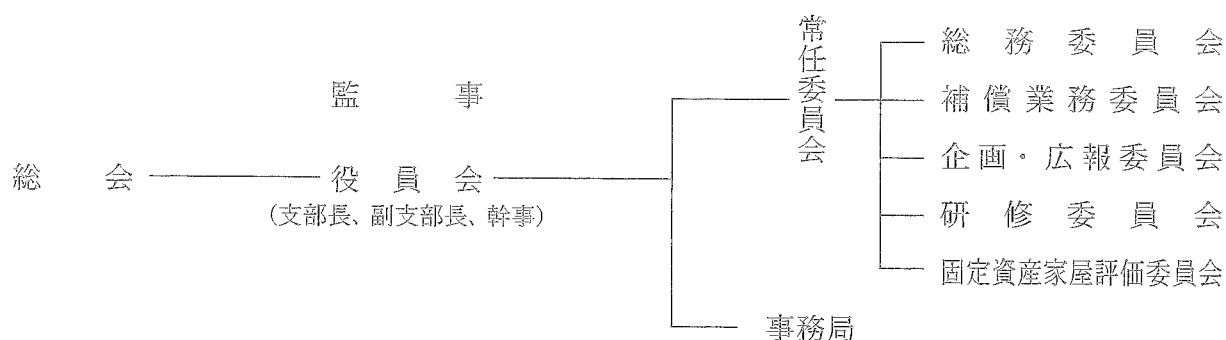 総会
監事
役員会
(支部長、副支部長、幹事)
常任委員会
総務委員会
補償業務委員会
企画・広報委員会
研修委員会
固定資産家屋評価委員会
事務局